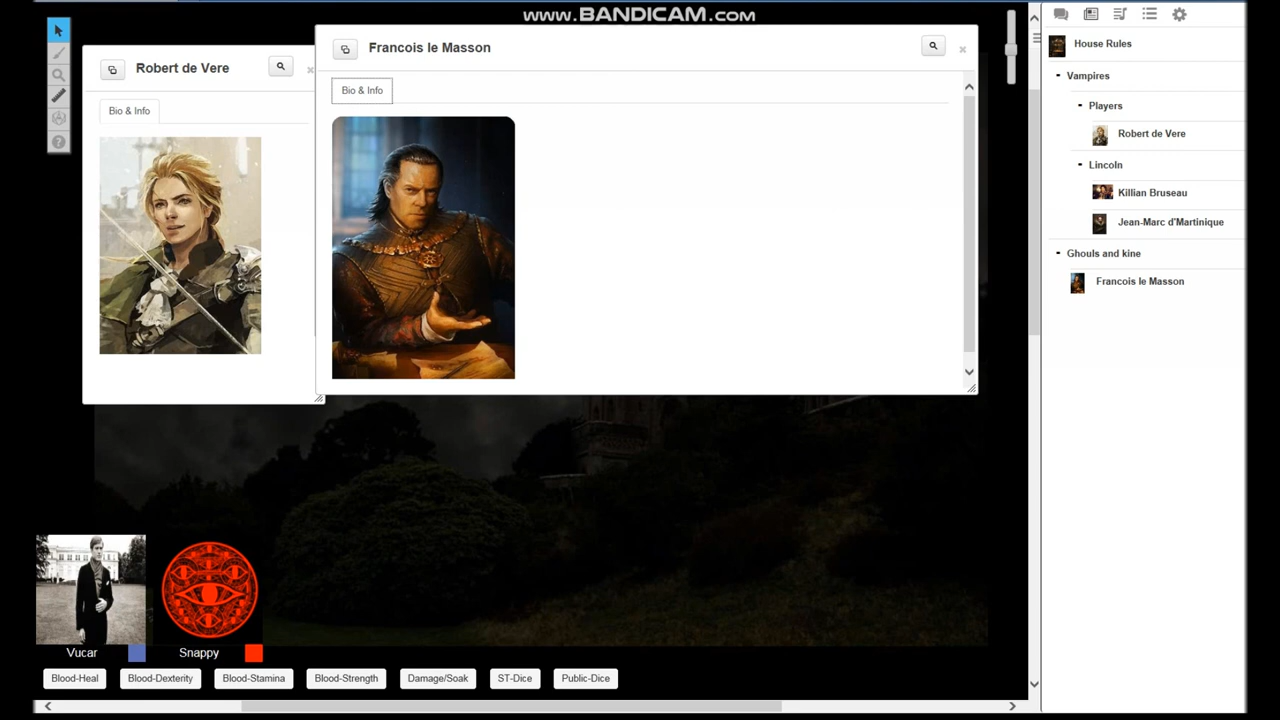 www.BANDICAM.com
Robert de Vere
Bio & Info
Francois le Masson
Bio & Info
House Rules
Vampires
Players
Robert de Vere
Lincoln
Killian Bruseau
Jean-Marc d'Martinique
Ghouls and kine
Francois le Masson
Vucar
Snappy
Blood-Heal
Blood-Dexterity
Blood-Stamina
Blood-Strength
Damage/Soak
ST-Dice
Public-Dice